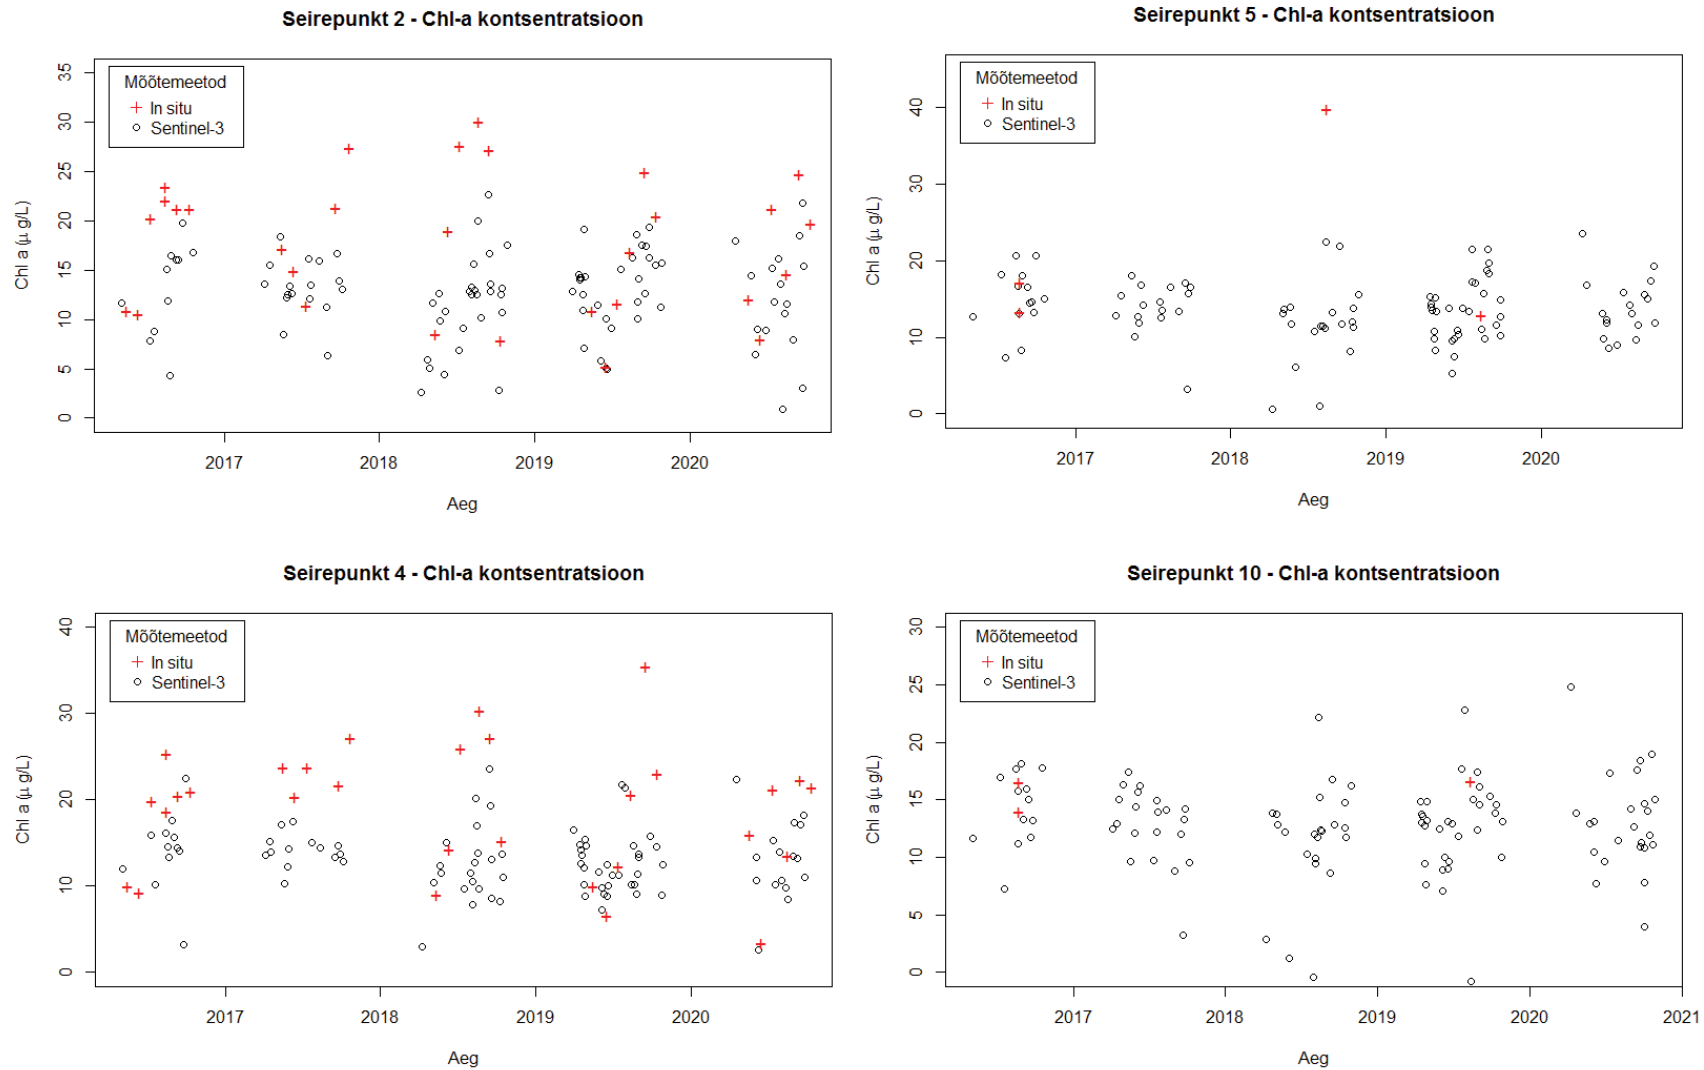 Seirepunkt 2 - Chl-a kontsentratsioon
Chl a (µ g/L)
35
30
25
20
15
10
5
0
Mõõtemeetod
In situ
Sentinel-3
2017 2018 2019 2020
Aeg
Seirepunkt 5 - Chl-a kontsentratsioon
Chl a (µ g/L)
40
30
20
10
0
Mõõtemeetod
In situ
Sentinel-3
2017 2018 2019 2020
Aeg
Seirepunkt 4 - Chl-a kontsentratsioon
Chl a (µ g/L)
40
30
20
10
0
Mõõtemeetod
In situ
Sentinel-3
2017 2018 2019 2020
Aeg
Seirepunkt 10 - Chl-a kontsentratsioon
Chl a (µ g/L)
30
25
20
15
10
5
0
Mõõtemeetod
In situ
Sentinel-3
2017 2018 2019 2020 2021
Aeg